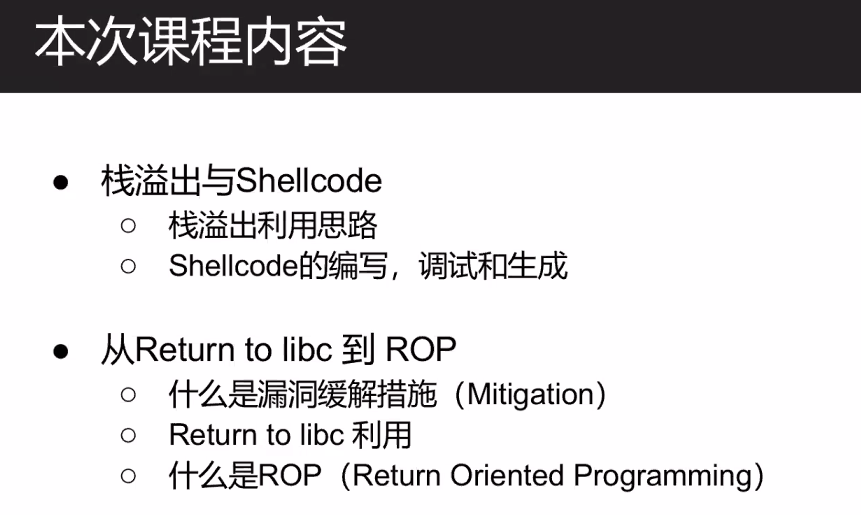 本次课程内容
● 栈溢出与Shellcode
○ 栈溢出利用思路
○ Shellcode的编写，调试和生成
● 从Return to libc 到 ROP
○ 什么是漏洞缓解措施（Mitigation）
○ Return to libc 利用
○ 什么是ROP（Return Oriented Programming）